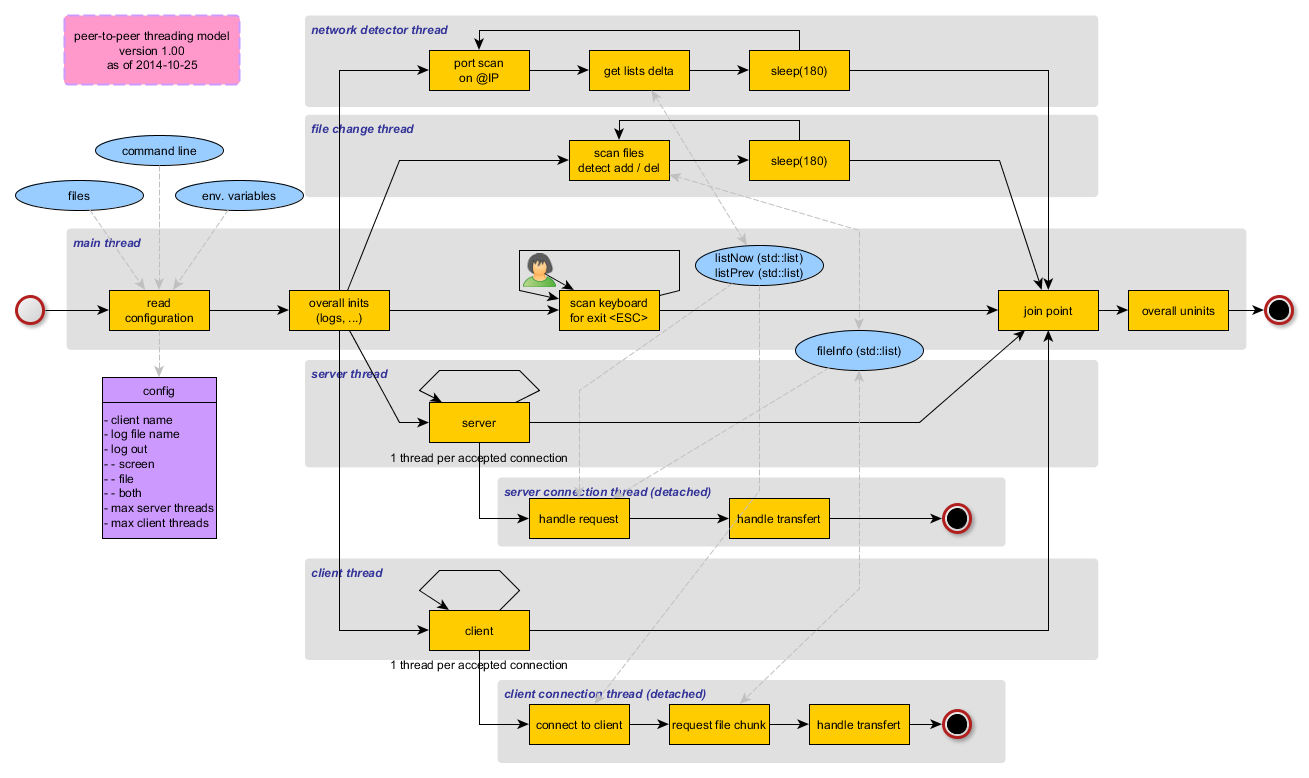 peer-to-peer threading model
version 1.00
as of 2014-10-25
network detector thread
port scan
on @IP
get lists delta
sleep(180)
file change thread
scan files
detect add / del
sleep(180)
command line
files
env. variables
main thread
read
configuration
overall inits
(logs, ...)
scan keyboard
for exit <ESC>
listNow (std::list)
listPrev (std::list)
join point
overall uninits
fileInfo (std::list)
config
- client name
- log file name
- log out
- - screen
- - file
- - both
- max server threads
- max client threads
server thread
server
1 thread per accepted connection
server connection thread (detached)
handle request
handle transfert
client thread
client
1 thread per accepted connection
client connection thread (detached)
connect to client
request file chunk
handle transfert